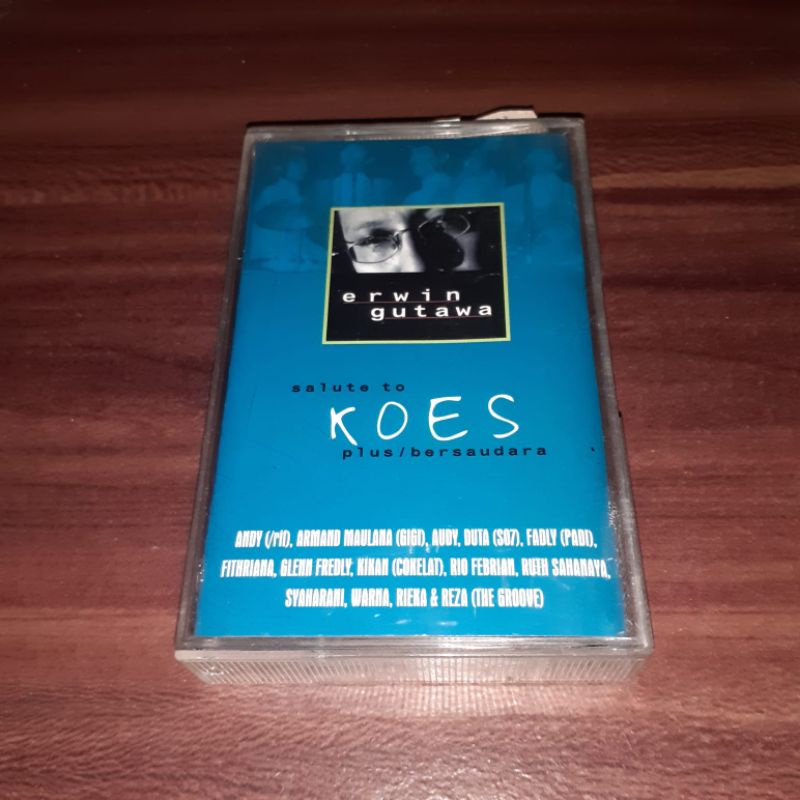 erwin
gutawa
salute to
KOES
plus/bersaudara
ANDY (/rif), ARMAND MAULANA (GIGI), AUDY, DUTA (SO7), FADLY (PADI),
FITHRIANA, GLENN FREDLY, KIKAN (COKELAT), RIO FEBRIAN, RUTH SAHANAYA,
SYAHARANI, WARNA, RIEKA & REZA (THE GROOVE)